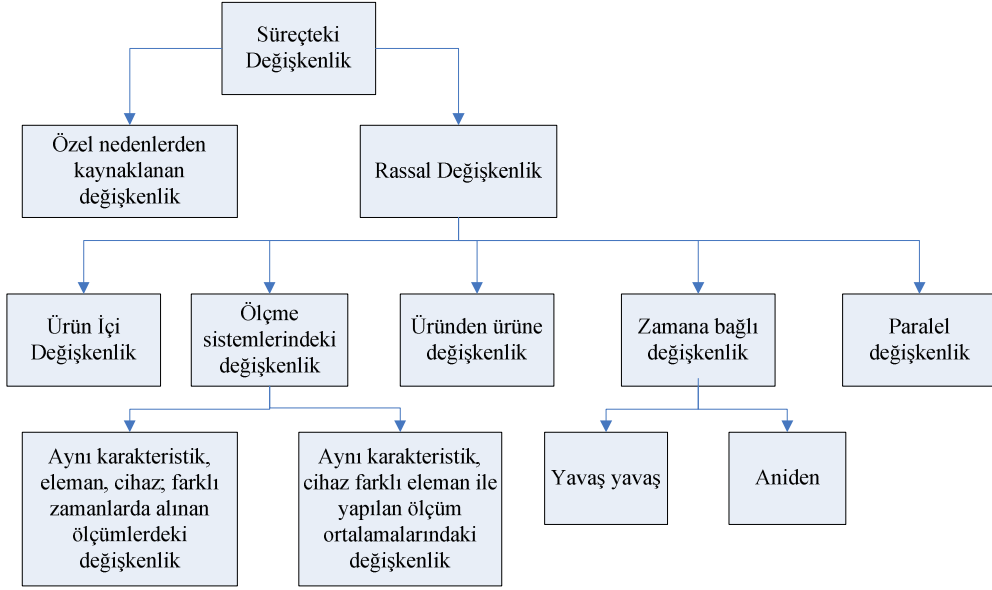 Süreçteki
Değişkenlik
Özel nedenlerden
kaynaklanan
değişkenlik
Rassal Değişkenlik
Ürün İçi
Değişkenlik
Ölçme
sistemlerindeki
değişkenlik
Üründen ürüne
değişkenlik
Zamana bağlı
değişkenlik
Paralel
değişkenlik
Aynı karakteristik,
eleman, cihaz; farklı
zamanlarda alınan
ölçümlerdeki
değişkenlik
Aynı karakteristik,
cihaz farklı eleman ile
yapılan ölçüm
ortalamalarındaki
değişkenlik
Yavaş yavaş
Aniden